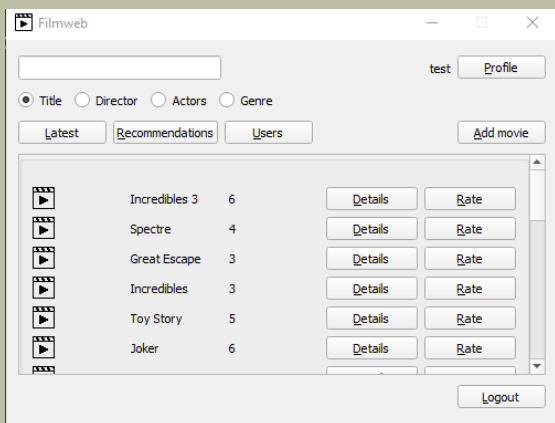 Filmweb
test Profile
Title Director Actors Genre
Latest Recommendations Users Add movie
Incredibles 3 6 Details Rate
Spectre 4 Details Rate
Great Escape 3 Details Rate
Incredibles 3 Details Rate
Toy Story 5 Details Rate
Joker 6 Details Rate
Logout